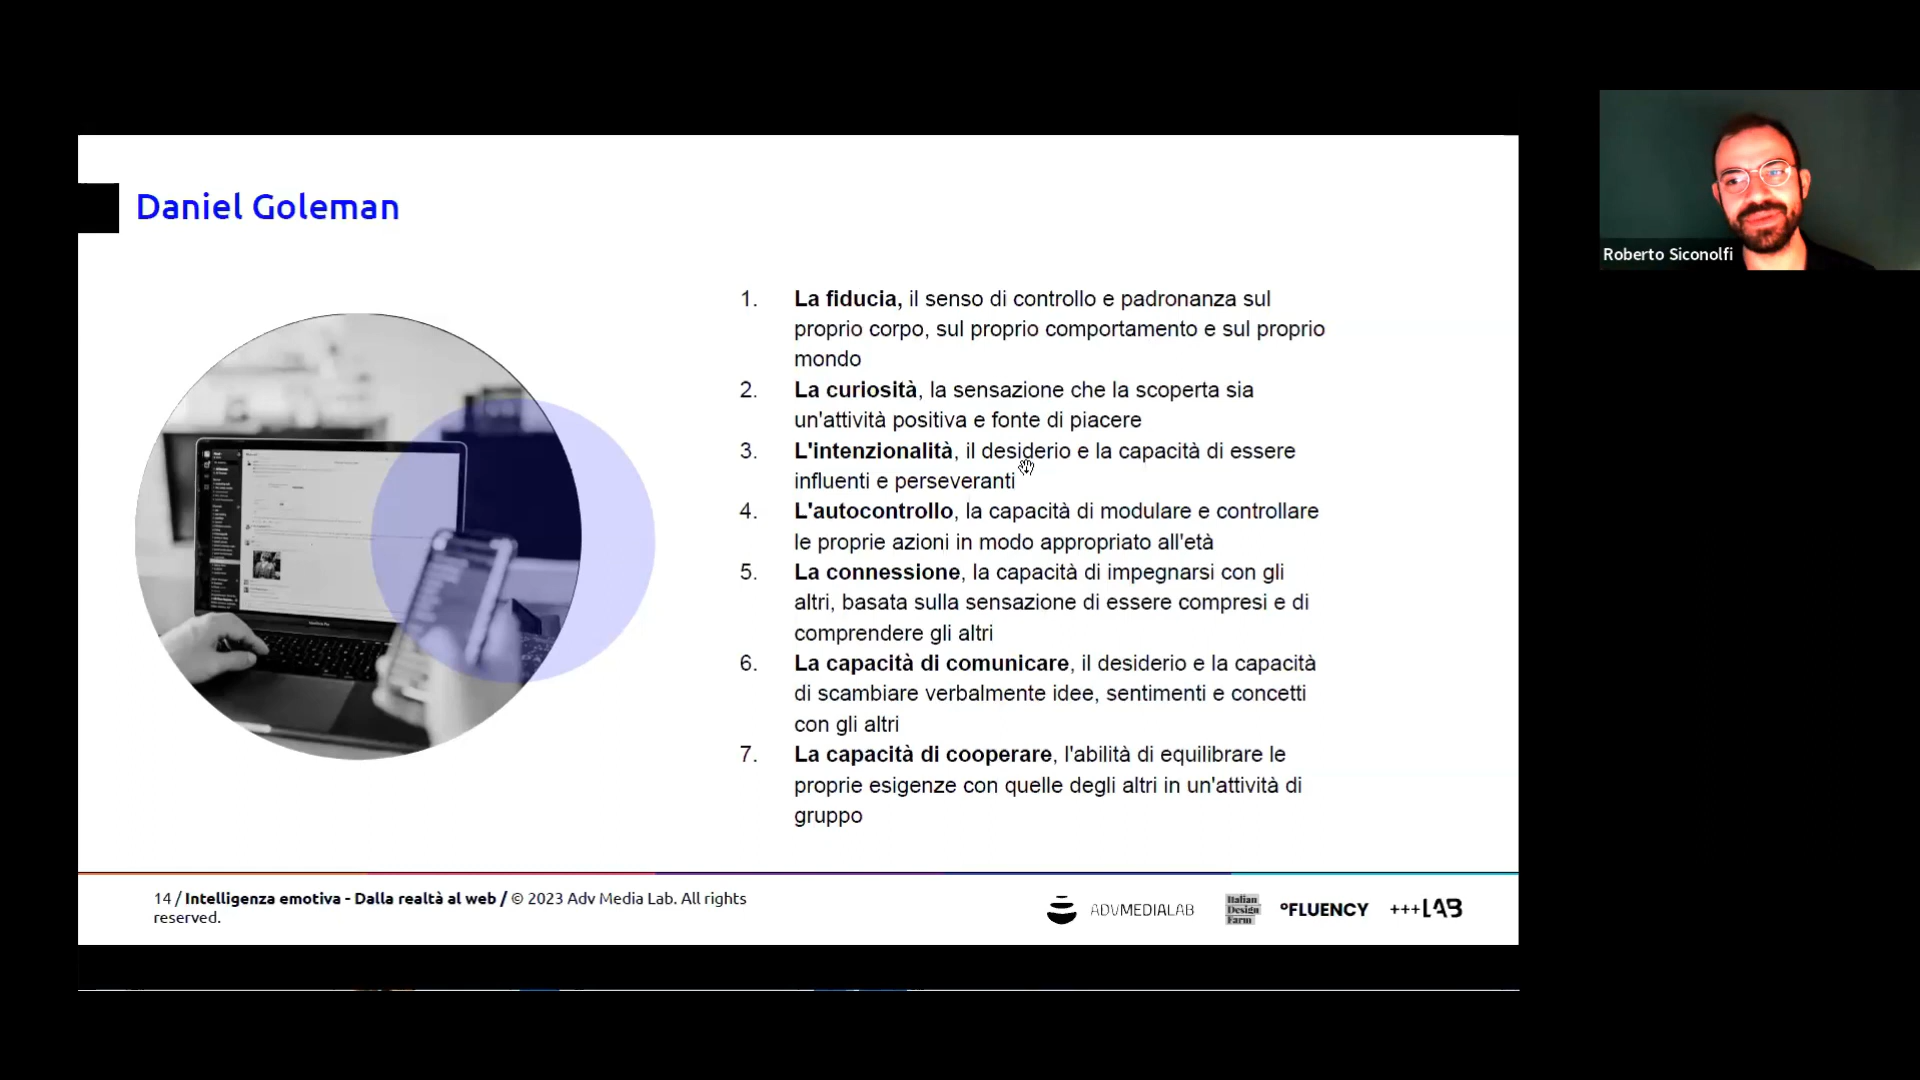 Daniel Goleman
Roberto Siconolfi
1. La fiducia, il senso di controllo e padronanza sul
proprio corpo, sul proprio comportamento e sul proprio
mondo
2. La curiosità, la sensazione che la scoperta sia
un'attività positiva e fonte di piacere
3. L'intenzionalità, il desiderio e la capacità di essere
influenti e perseveranti
4. L'autocontrollo, la capacità di modulare e controllare
le proprie azioni in modo appropriato all'età
5. La connessione, la capacità di impegnarsi con gli
altri, basata sulla sensazione di essere compresi e di
comprendere gli altri
6. La capacità di comunicare, il desiderio e la capacità
di scambiare verbalmente idee, sentimenti e concetti
con gli altri
7. La capacità di cooperare, l'abilità di equilibrare le
proprie esigenze con quelle degli altri in un'attività di
gruppo
14 / Intelligenza emotiva - Dalla realtà al web / © 2023 Adv Media Lab. All rights
reserved.
ADVMEDIALAB
Italian
Design
Farm
°FLUENCY
+++LAB